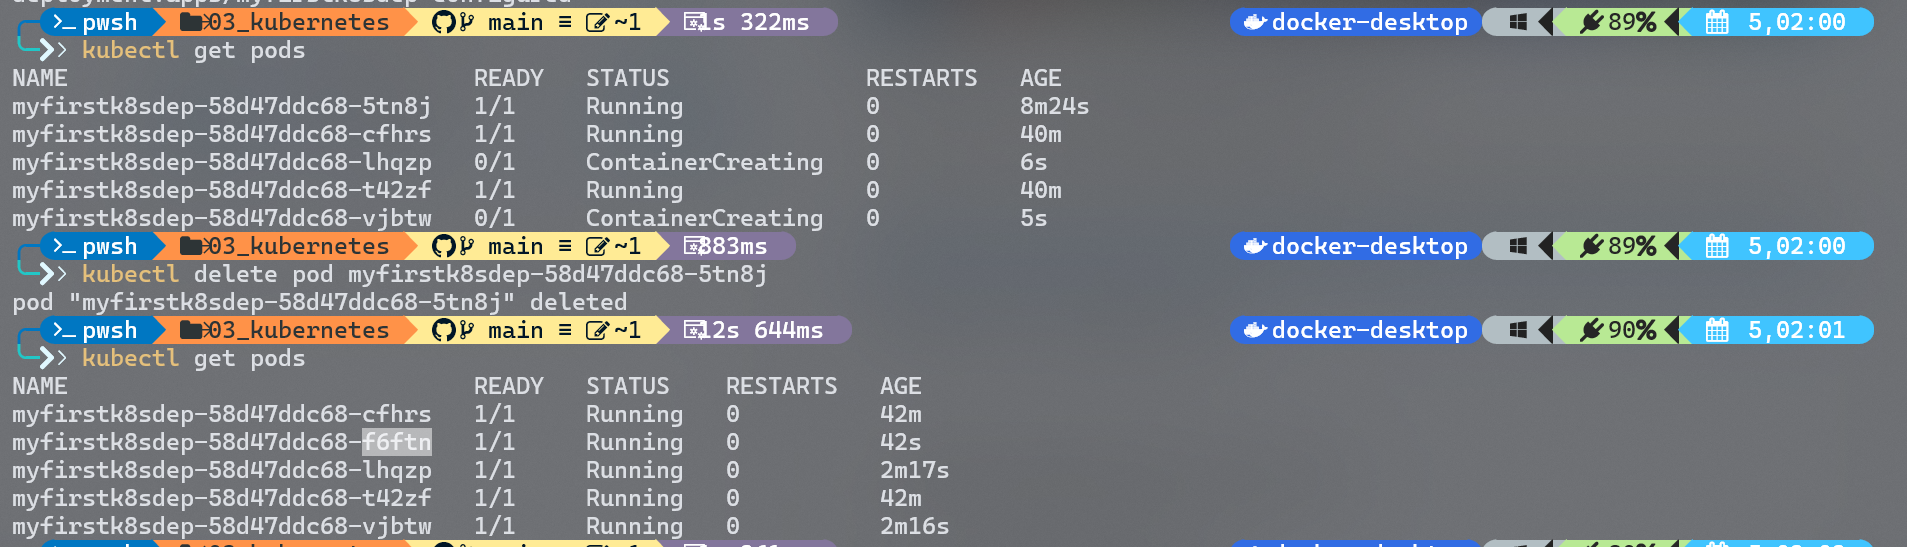 deployment.apps/myfirstk8sdep configured
pwsh 03_kubernetes main ≡ ~1 1s 322ms docker-desktop 89% 5,02:00
kubectl get pods
NAME READY STATUS RESTARTS AGE
myfirstk8sdep-58d47ddc68-5tn8j 1/1 Running 0 8m24s
myfirstk8sdep-58d47ddc68-cfhrs 1/1 Running 0 40m
myfirstk8sdep-58d47ddc68-lhqzp 0/1 ContainerCreating 0 6s
myfirstk8sdep-58d47ddc68-t42zf 1/1 Running 0 40m
myfirstk8sdep-58d47ddc68-vjbtw 0/1 ContainerCreating 0 5s
pwsh 03_kubernetes main ≡ ~1 883ms docker-desktop 89% 5,02:00
kubectl delete pod myfirstk8sdep-58d47ddc68-5tn8j
pod "myfirstk8sdep-58d47ddc68-5tn8j" deleted
pwsh 03_kubernetes main ≡ ~1 12s 644ms docker-desktop 90% 5,02:01
kubectl get pods
NAME READY STATUS RESTARTS AGE
myfirstk8sdep-58d47ddc68-cfhrs 1/1 Running 0 42m
myfirstk8sdep-58d47ddc68-f6ftn 1/1 Running 0 42s
myfirstk8sdep-58d47ddc68-lhqzp 1/1 Running 0 2m17s
myfirstk8sdep-58d47ddc68-t42zf 1/1 Running 0 42m
myfirstk8sdep-58d47ddc68-vjbtw 1/1 Running 0 2m16s